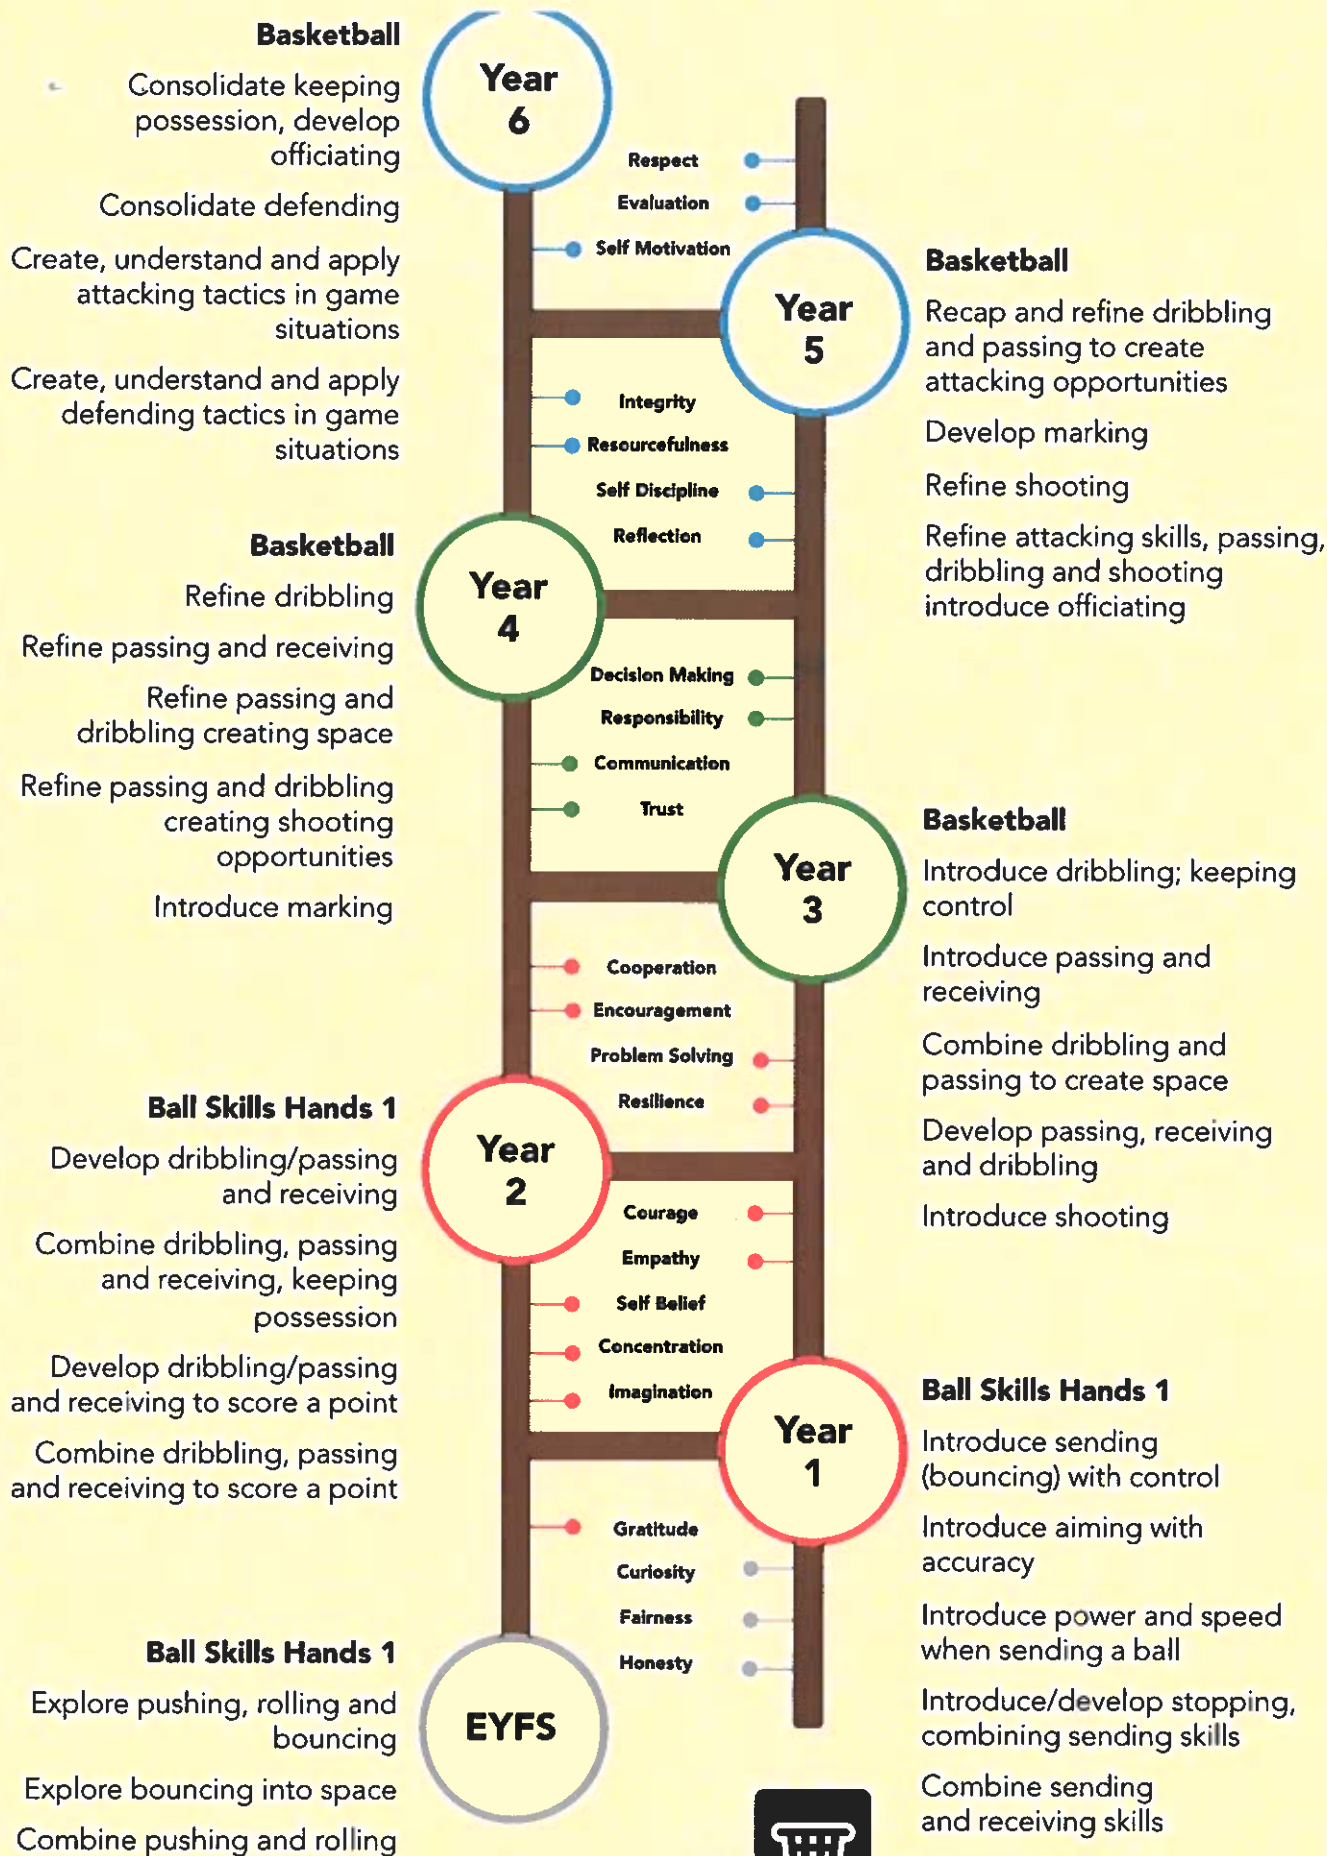 Basketball
Consolidate keeping
possession, develop
officiating
Consolidate defending
Create, understand and apply
attacking tactics in game
situations
Create, understand and apply
defending tactics in game
situations
Year
6
Respect
Evaluation
Self Motivation
Year
5
Basketball
Recap and refine dribbling
and passing to create
attacking opportunities
Develop marking
Refine shooting
Refine attacking skills, passing,
dribbling and shooting
introduce officiating
Integrity
Resourcefulness
Self Discipline
Reflection
Basketball
Refine dribbling
Refine passing and receiving
Refine passing and
dribbling creating space
Refine passing and dribbling
creating shooting
opportunities
Introduce marking
Year
4
Decision Making
Responsibility
Communication
Trust
Year
3
Basketball
Introduce dribbling; keeping
control
Introduce passing and
receiving
Combine dribbling and
passing to create space
Develop passing, receiving
and dribbling
Introduce shooting
Cooperation
Encouragement
Problem Solving
Resilience
Ball Skills Hands 1
Develop dribbling/passing
and receiving
Combine dribbling, passing
and receiving, keeping
possession
Develop dribbling/passing
and receiving to score a point
Combine dribbling, passing
and receiving to score a point
Year
2
Courage
Empathy
Self Belief
Concentration
Imagination
Year
1
Ball Skills Hands 1
Introduce sending
(bouncing) with control
Introduce aiming with
accuracy
Introduce power and speed
when sending a ball
Introduce/develop stopping,
combining sending skills
Combine sending
and receiving skills
Gratitude
Curiosity
Fairness
Honesty
Ball Skills Hands 1
Explore pushing, rolling and
bouncing
Explore bouncing into space
Combine pushing and rolling
EYFS